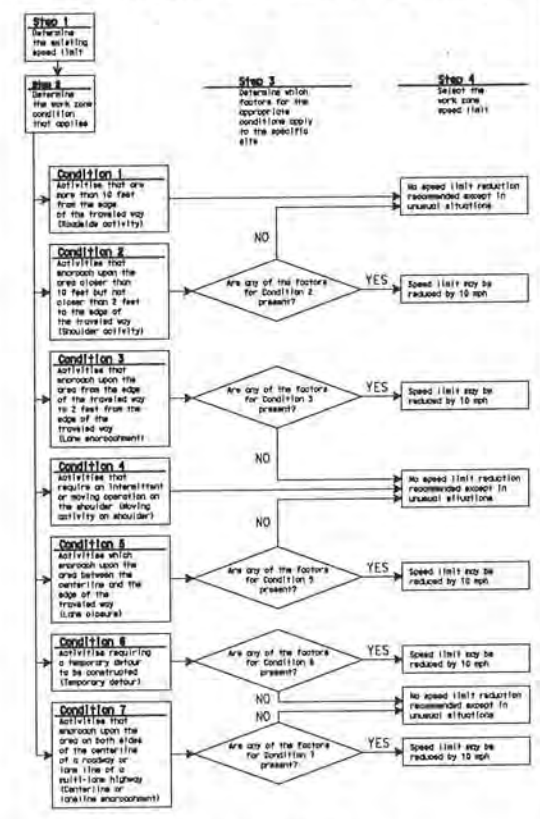 Step 1
Determine
the existing
speed limit
Step 2
Determine
the work zone
condition
that applies
Step 3
Determine which
factors for the
appropriate
conditions apply
to the specific
site
Step 4
Select the
work zone
speed limit
Condition 1
Activities that are
more than 10 feet
from the edge
of the traveled way
(Roadside activity)
No speed limit reduction
recommended except in
unusual situations
NO
Condition 2
Activities that
encroach upon the
area closer than
10 feet but not
closer than 2 feet
to the edge of
the traveled way
(Shoulder activity)
Are any of the factors
for Condition 2
present?
YES
Speed limit may be
reduced by 10 mph
Condition 3
Activities that
encroach upon the
area from the edge
of the traveled way
to 2 feet from the
edge of the
traveled way
(Lane encroachment)
Are any of the factors
for Condition 3
present?
YES
Speed limit may be
reduced by 10 mph
NO
Condition 4
Activities that
require an intermittent
or moving operation on
the shoulder (Moving
activity on shoulder)
No speed limit reduction
recommended except in
unusual situations
NO
Condition 5
Activities which
encroach upon the
area between the
centerline and the
edge of the
traveled way
(Lane closure)
Are any of the factors
for Condition 5
present?
YES
Speed limit may be
reduced by 10 mph
Condition 6
Activities requiring
a temporary detour
to be constructed
(Temporary detour)
Are any of the factors
for Condition 6
present?
YES
Speed limit may be
reduced by 10 mph
NO
NO
No speed limit reduction
recommended except in
unusual situations
Condition 7
Activities that
encroach upon the
area on both sides
of the centerline
of a roadway or
lane line of a
multi-lane highway
(Centerline or
laneline encroachment)
Are any of the factors
for Condition 7
present?
YES
Speed limit may be
reduced by 10 mph